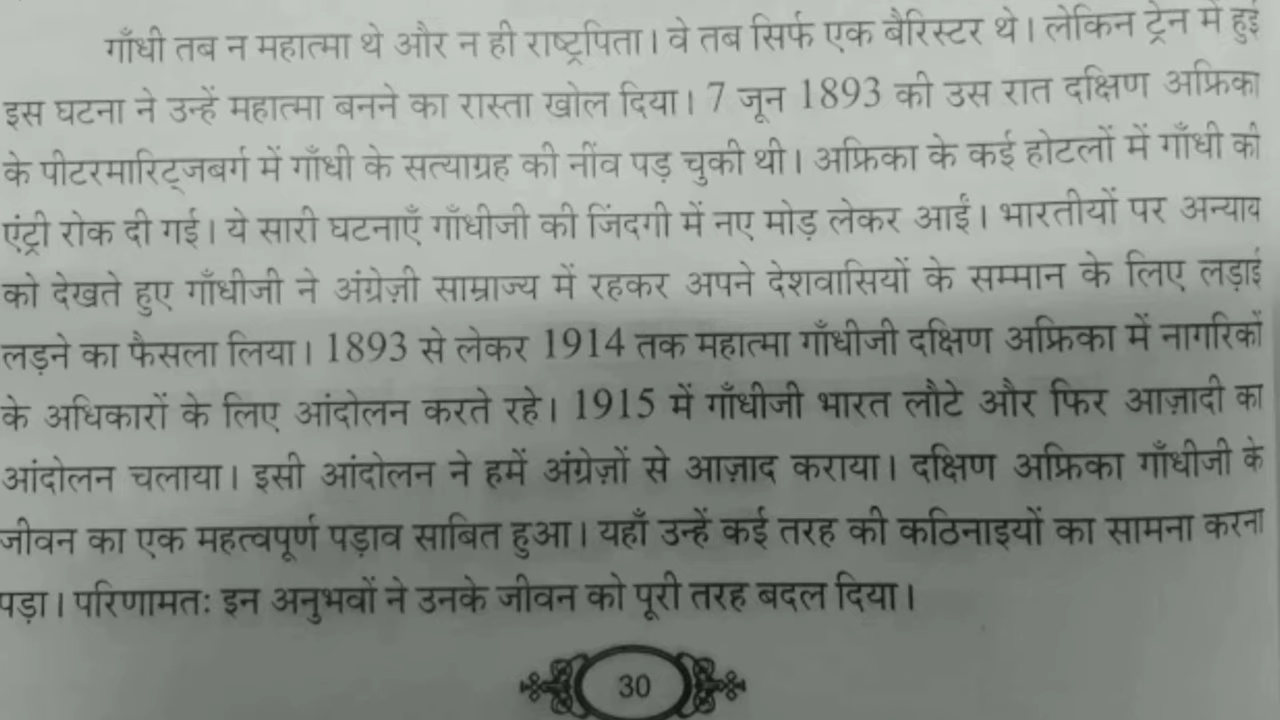 गाँधी तब न महात्मा थे और न ही राष्ट्रपिता। वे तब सिर्फ एक बैरिस्टर थे। लेकिन ट्रेन में हुई
इस घटना ने उन्हें महात्मा बनने का रास्ता खोल दिया। 7 जून 1893 की उस रात दक्षिण अफ्रिका
के पीटरमारिट्जबर्ग में गाँधी के सत्याग्रह की नींव पड़ चुकी थी। अफ्रिका के कई होटलों में गाँधी की
एंट्री रोक दी गई। ये सारी घटनाएँ गाँधीजी की जिंदगी में नए मोड़ लेकर आईं। भारतीयों पर अन्याय
को देखते हुए गाँधीजी ने अंग्रेज़ी साम्राज्य में रहकर अपने देशवासियों के सम्मान के लिए लड़ाई
लड़ने का फैसला लिया। 1893 से लेकर 1914 तक महात्मा गाँधीजी दक्षिण अफ्रिका में नागरिकों
के अधिकारों के लिए आंदोलन करते रहे। 1915 में गाँधीजी भारत लौटे और फिर आज़ादी का
आंदोलन चलाया। इसी आंदोलन ने हमें अंग्रेज़ों से आज़ाद कराया। दक्षिण अफ्रिका गाँधीजी के
जीवन का एक महत्वपूर्ण पड़ाव साबित हुआ। यहाँ उन्हें कई तरह की कठिनाइयों का सामना करना
पड़ा। परिणामतः इन अनुभवों ने उनके जीवन को पूरी तरह बदल दिया।
30